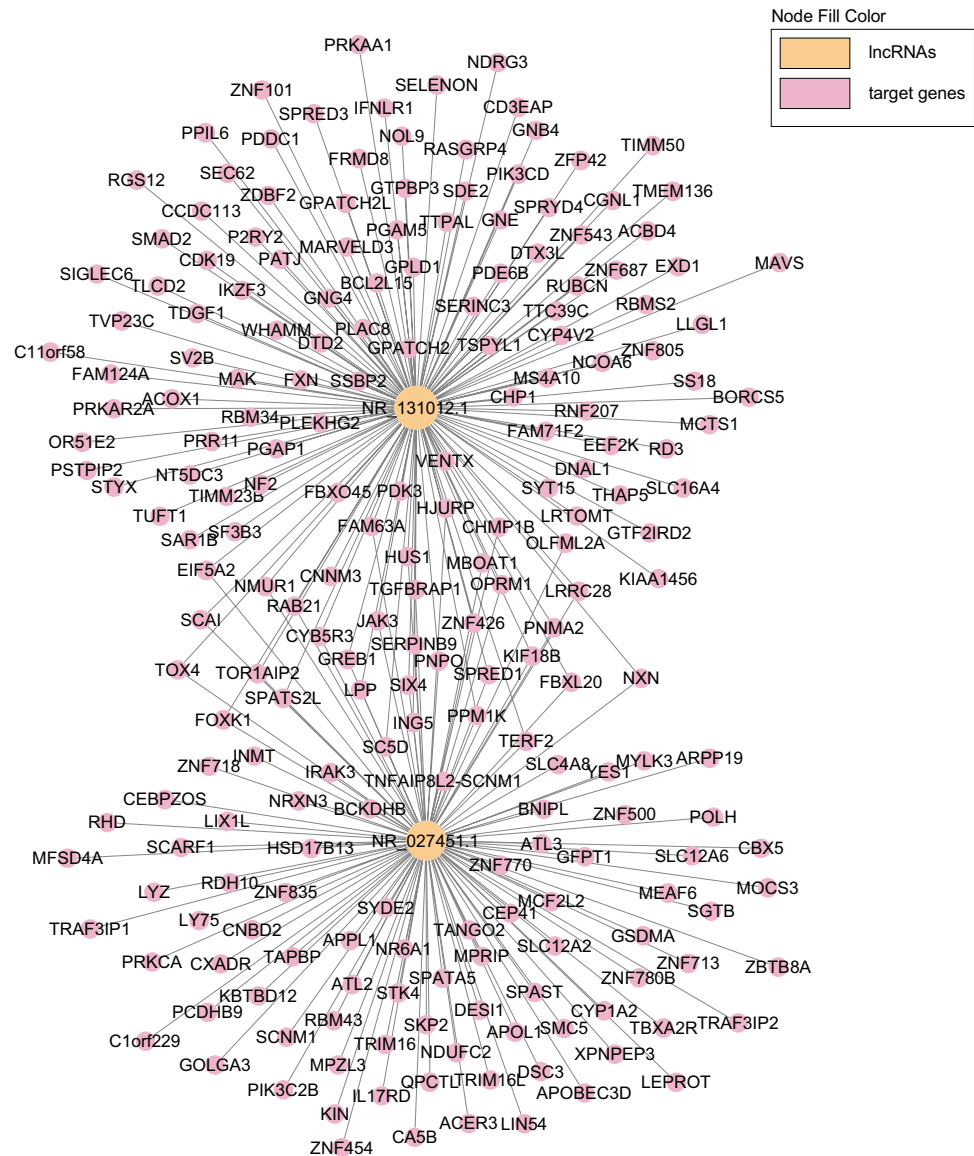 Node Fill Color
lncRNAs
target genes
PRKAA1
NDRG3
SELENON
ZNF101
IFNLR1
CD3EAP
SPRED3
GNB4
PPIL6
PDDC1
NOL9
RASGRP4
TIMM50
FRMD8
ZFP42
SEC62
PIK3CD
RGS12
GTPBP3
SDE2
TMEM136
ZDBF2
GPATCH2L
CGNL1
CCDC113
SPRYD4
TTPAL
GNE
PGAM5
ACBD4
SMAD2
P2RY2
ZNF543
MARVELD3
DTX3L
CDK19
PATJ
MAVS
SIGLEC6
GPLD1
PDE6B
ZNF687
EXD1
TLCD2
IKZF3
BCL2L15
RUBCN
GNG4
SERINC3
RBMS2
TVP23C
TDGF1
TTC39C
LLGL1
WHAMM
PLAC8
CYP4V2
DTD2
GPATCH2
TSPYL1
C11orf58
SV2B
ZNF805
NCOA6
FAM124A
MAK
FXN
SSBP2
MS4A10
SS18
ACOX1
CHP1
BORCS5
PRKAR2A
NR_131012.1
RNF207
RBM34
PLEKHG2
MCTS1
FAM71F2
OR51E2
PRR11
EEF2K
RD3
PGAP1
VENTX
PSTPIP2
NT5DC3
DNAL1
STYX
NF2
FBXO45
PDK3
SYT15
THAP5
SLC16A4
TIMM23B
HJURP
TUFT1
LRTOMT
SF3B3
FAM63A
CHMP1B
GTF2IRD2
SAR1B
OLFML2A
HUS1
MBOAT1
EIF5A2
CNNM3
KIAA1456
NMUR1
TGFBRAP1
OPRM1
LRRC28
RAB21
SCAI
JAK3
ZNF426
PNMA2
CYB5R3
SERPINB9
GREB1
PNPO
KIF18B
TOX4
TOR1AIP2
SPRED1
NXN
SPATS2L
LPP
SIX4
FBXL20
FOXK1
ING5
PPM1K
SC5D
TERF2
INMT
ZNF718
IRAK3
TNFAIP8L2-SCNM1
SLC4A8
YES1
MYLK3
ARPP19
CEBPZOS
NRXN3
BCKDHB
BNIPL
ZNF500
POLH
RHD
LIX1L
NR_027451.1
ATL3
MFSD4A
SCARF1
HSD17B13
GFPT1
SLC12A6
CBX5
ZNF770
LYZ
RDH10
ZNF835
MEAF6
MOCS3
MCF2L2
SYDE2
CEP41
SGTB
TRAF3IP1
LY75
CNBD2
TANGO2
GSDMA
APPL1
NR6A1
SLC12A2
PRKCA
CXADR
TAPBP
MPRIP
ZNF713
ZBTB8A
ZNF780B
KBTBD12
ATL2
SPATA5
STK4
SPAST
PCDHB9
RBM43
DESI1
CYP1A2
TRAF3IP2
C1orf229
SCNM1
SKP2
APOL1
SMC5
TBXA2R
TRIM16
GOLGA3
MPZL3
NDUFC2
XPNPEP3
PIK3C2B
QPCTL
TRIM16L
DSC3
LEPROT
IL17RD
APOBEC3D
KIN
ACER3
LIN54
ZNF454
CA5B